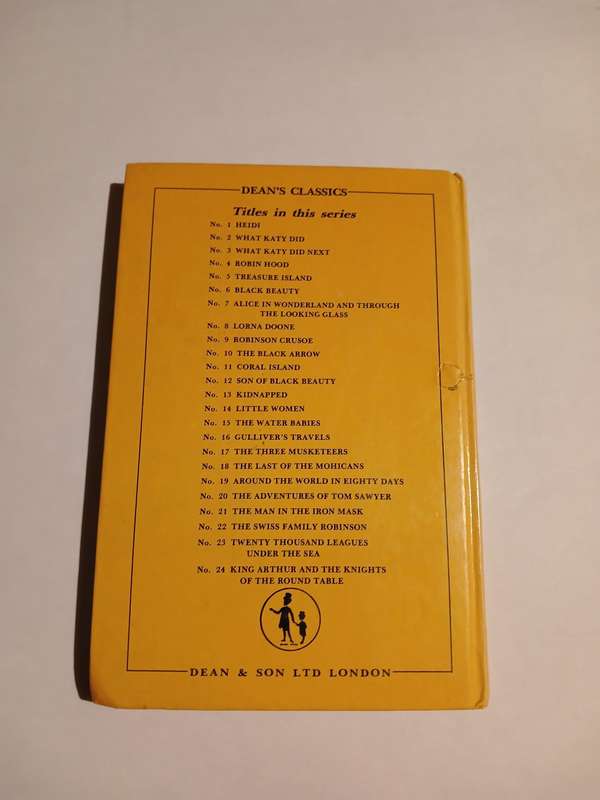 DEAN'S CLASSICS
Titles in this series
No. 1 HEIDI
No. 2 WHAT KATY DID
No. 3 WHAT KATY DID NEXT
No. 4 ROBIN HOOD
No. 5 TREASURE ISLAND
No. 6 BLACK BEAUTY
No. 7 ALICE IN WONDERLAND AND THROUGH
THE LOOKING GLASS
No. 8 LORNA DOONE
No. 9 ROBINSON CRUSOE
No. 10 THE BLACK ARROW
No. 11 CORAL ISLAND
No. 12 SON OF BLACK BEAUTY
No. 13 KIDNAPPED
No. 14 LITTLE WOMEN
No. 15 THE WATER BABIES
No. 16 GULLIVER'S TRAVELS
No. 17 THE THREE MUSKETEERS
No. 18 THE LAST OF THE MOHICANS
No. 19 AROUND THE WORLD IN EIGHTY DAYS
No. 20 THE ADVENTURES OF TOM SAWYER
No. 21 THE MAN IN THE IRON MASK
No. 22 THE SWISS FAMILY ROBINSON
No. 23 TWENTY THOUSAND LEAGUES
UNDER THE SEA
No. 24 KING ARTHUR AND THE KNIGHTS
OF THE ROUND TABLE
DEAN & SON LTD LONDON